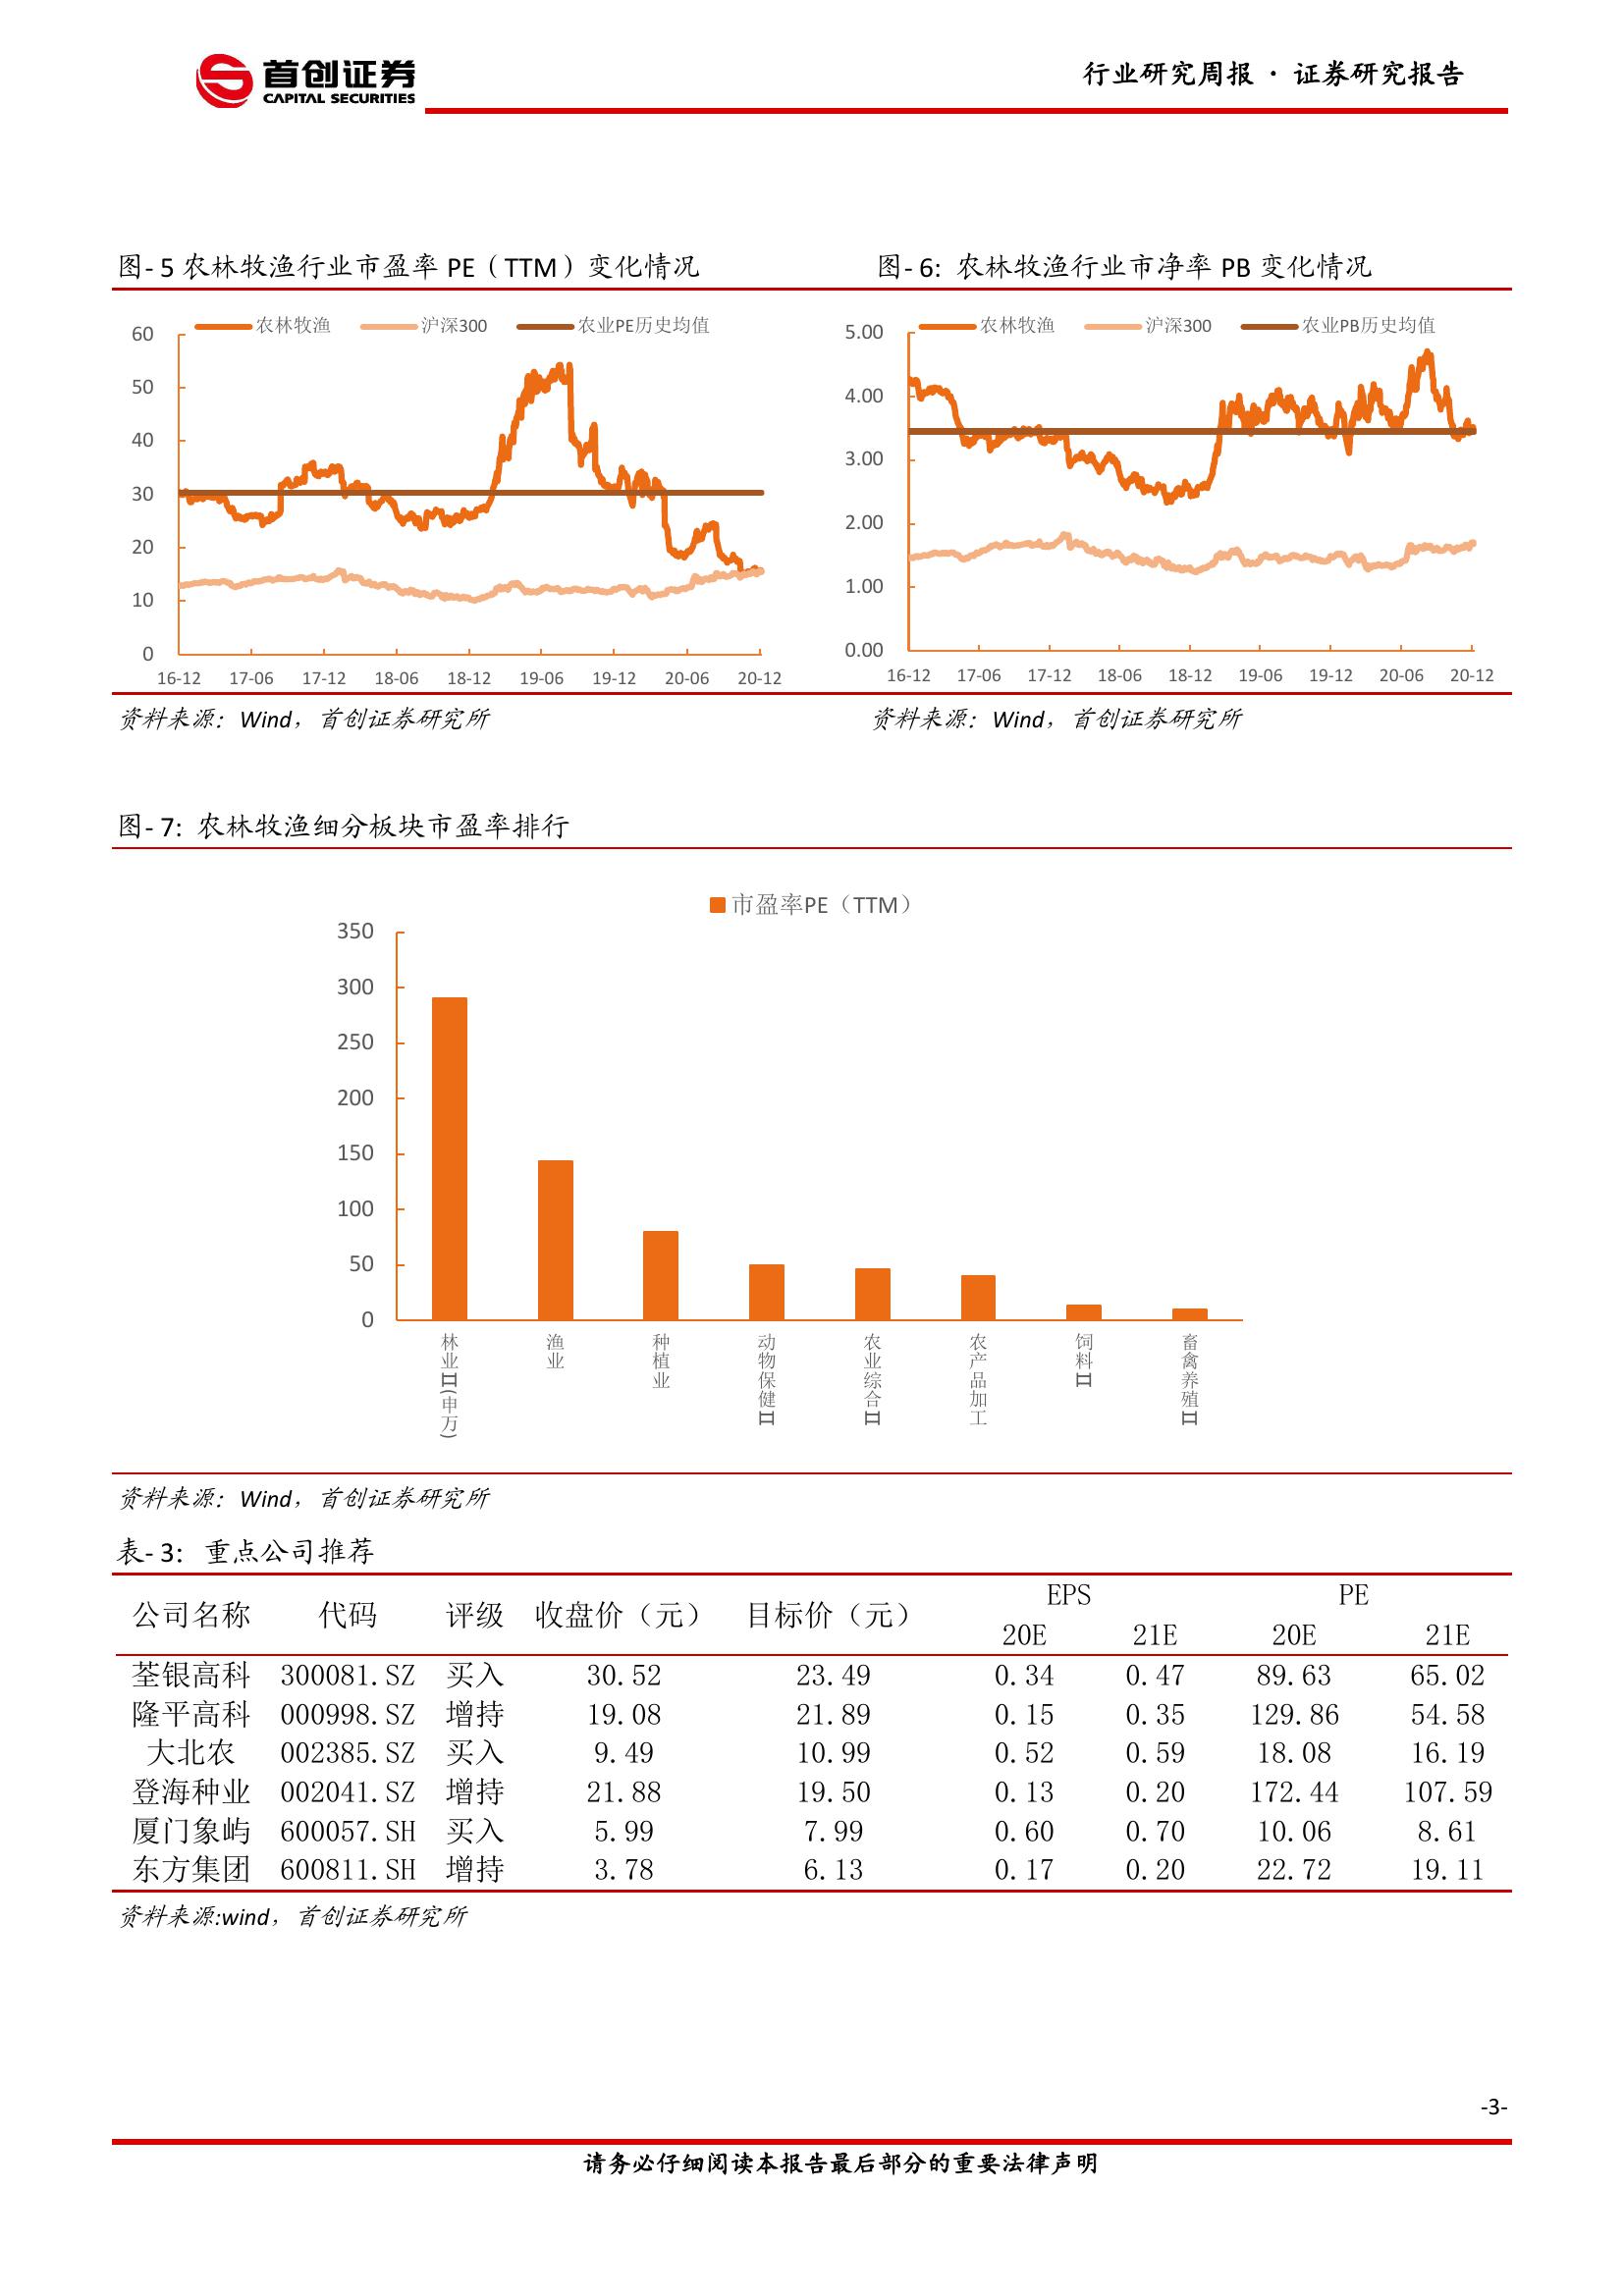 首创证券
CAPITAL SECURITIES
行业研究周报 · 证券研究报告
图- 5 农林牧渔行业市盈率 PE（TTM）变化情况
农林牧渔 沪深300 农业PE历史均值
60
50
40
30
20
10
0
16-12 17-06 17-12 18-06 18-12 19-06 19-12 20-06 20-12
资料来源：Wind，首创证券研究所
图- 6: 农林牧渔行业市净率 PB 变化情况
农林牧渔 沪深300 农业PB历史均值
5.00
4.00
3.00
2.00
1.00
0.00
16-12 17-06 17-12 18-06 18-12 19-06 19-12 20-06 20-12
资料来源：Wind，首创证券研究所
图- 7: 农林牧渔细分板块市盈率排行
市盈率PE（TTM）
350
300
250
200
150
100
50
0
林业II(申万)
渔业
种植业
动物保健II
农业综合II
农产品加工
饲料II
畜禽养殖II
资料来源：Wind，首创证券研究所
表- 3: 重点公司推荐
公司名称 代码 评级 收盘价（元） 目标价（元） EPS PE
20E 21E 20E 21E
荃银高科 300081.SZ 买入 30.52 23.49 0.34 0.47 89.63 65.02
隆平高科 000998.SZ 增持 19.08 21.89 0.15 0.35 129.86 54.58
大北农 002385.SZ 买入 9.49 10.99 0.52 0.59 18.08 16.19
登海种业 002041.SZ 增持 21.88 19.50 0.13 0.20 172.44 107.59
厦门象屿 600057.SH 买入 5.99 7.99 0.60 0.70 10.06 8.61
东方集团 600811.SH 增持 3.78 6.13 0.17 0.20 22.72 19.11
资料来源:wind，首创证券研究所
-3-
请务必仔细阅读本报告最后部分的重要法律声明